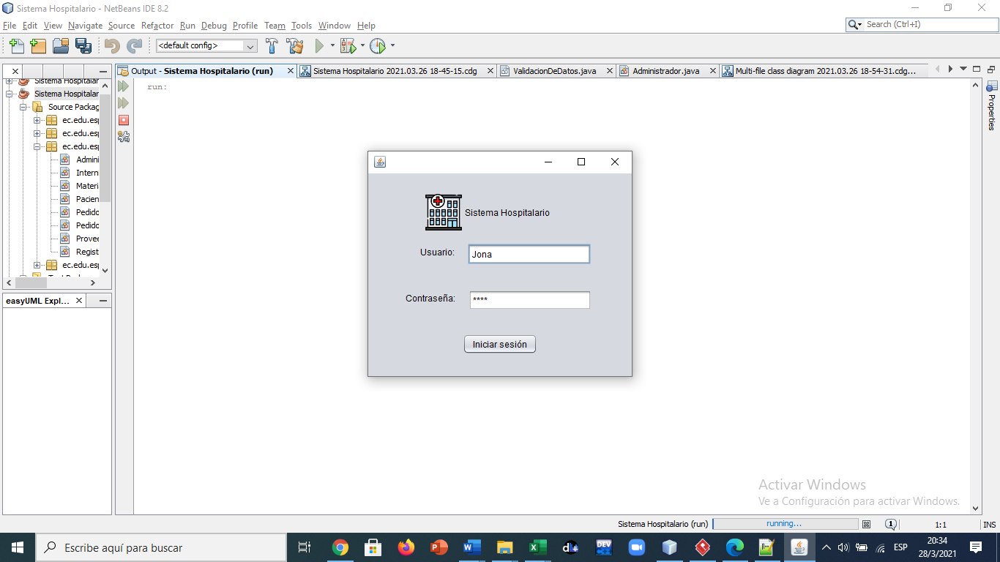 Sistema Hospitalario - NetBeans IDE 8.2
File Edit View Navigate Source Refactor Run Debug Profile Team Tools Window Help
Search (Ctrl+I)
<default config>
Output - Sistema Hospitalario (run)
Sistema Hospitalario 2021.03.26 18-45-15.cdg
ValidacionDeDatos.java
Administrador.java
Multi-file class diagram 2021.03.26 18-54-31.cdg...
Sistema Hospitalar
Sistema Hospitalar
Source Packag
ec.edu.esp
ec.edu.esp
ec.edu.esp
Admini
Intern
Materi
Pacien
Pedido
Pedido
Provee
Regist
ec.edu.esp
easyUML Expl...
run:
Properties
Sistema Hospitalario
Usuario:
Jona
Contraseña:
****
Iniciar sesión
Activar Windows
Ve a Configuración para activar Windows.
Sistema Hospitalario (run)
running...
1
1:1
INS
Escribe aquí para buscar
DEV
ESP
20:34
28/3/2021